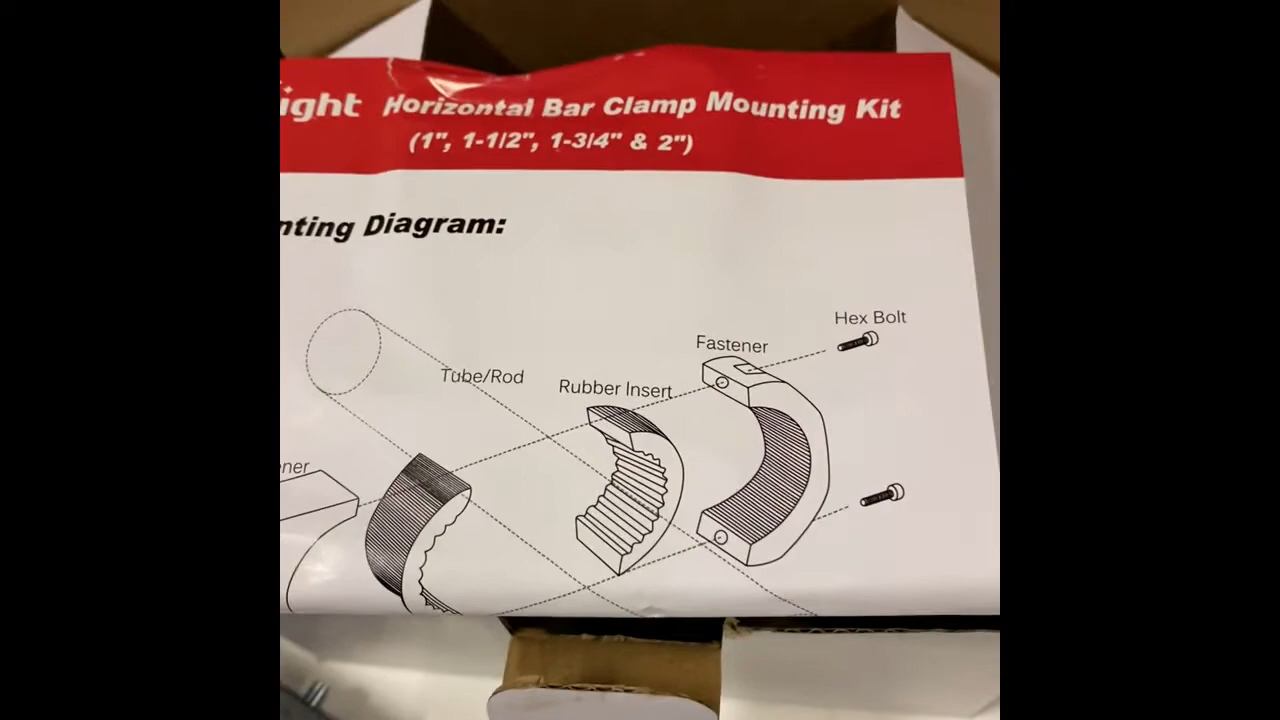 ight Horizontal Bar Clamp Mounting Kit
(1", 1-1/2", 1-3/4" & 2")
nting Diagram:
Hex Bolt
Fastener
Tube/Rod
Rubber Insert
ener